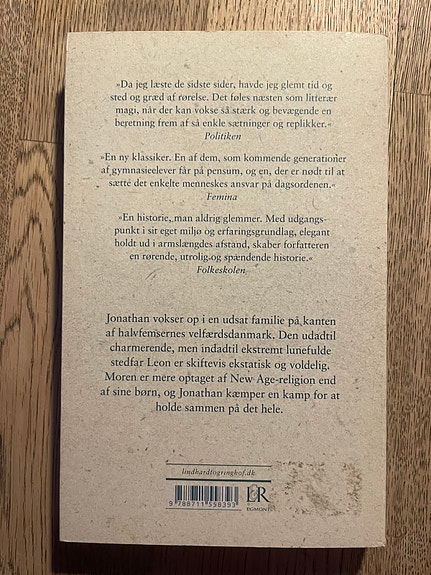 »Da jeg læste de sidste sider, havde jeg glemt tid og
sted og græd af rørelse. Det føles næsten som litterær
magi, når der kan vokse så stærk og bevægende en
beretning frem af så enkle sætninger og replikker.«
Politiken
»En ny klassiker. En af dem, som kommende generationer
af gymnasieelever får på pensum, og en, der er nødt til at
sætte det enkelte menneskes ansvar på dagsordenen.«
Femina
»En historie, man aldrig glemmer. Med udgangs-
punkt i sit eget miljø og erfaringsgrundlag, elegant
holdt ud i armslængdes afstand, skaber forfatteren
en rørende, utrolig og spændende historie.«
Folkeskolen
Jonathan vokser op i en udsat familie på kanten
af halvfemsernes velfærdsdanmark. Den udadtil
charmerende, men indadtil ekstremt lunefulde
stedfar Leon er skiftevis ekstatisk og voldelig.
Moren er mere optaget af New Age-religion end
af sine børn, og Jonathan kæmper en kamp for at
holde sammen på det hele.
lindhardtogringhof.dk
9 788711 558393
L&R
EGMONT